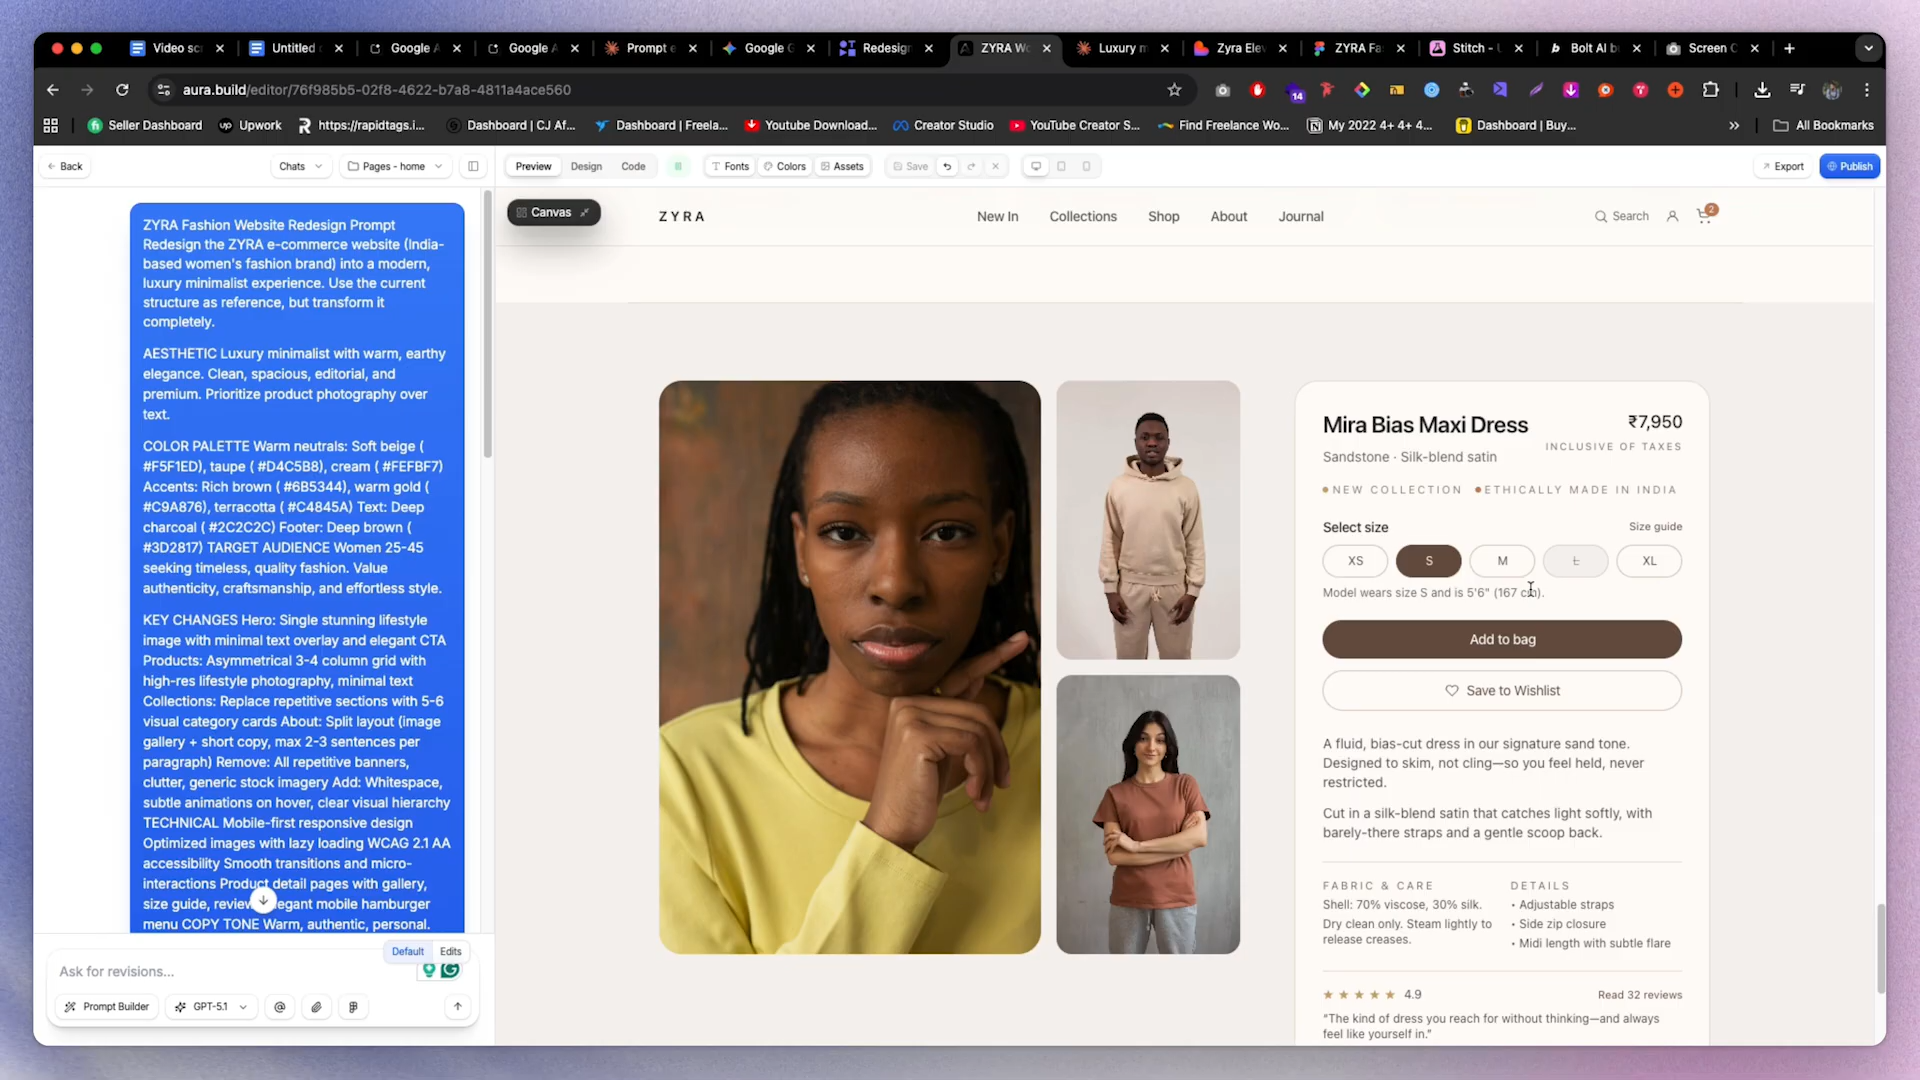 Video sc
Untitled
Google A
Google A
Prompt e
Google G
Redesign
ZYRA Wo
Luxury m
Zyra Elev
ZYRA Fa
Stitch -
Bolt AI b
Screen C
aura.build/editor/76f985b5-02f8-4622-b7a8-4811a4ace560
14
Seller Dashboard
Upwork
https://rapidtags.i...
Dashboard | CJ Af...
Dashboard | Freela...
Youtube Download...
Creator Studio
YouTube Creator S...
Find Freelance Wo...
My 2022 4+ 4+ 4...
Dashboard | Buy...
All Bookmarks
Back
Chats
Pages - home
Preview
Design
Code
Fonts
Colors
Assets
Save
Export
Publish
ZYRA Fashion Website Redesign Prompt
Redesign the ZYRA e-commerce website (India-
based women's fashion brand) into a modern,
luxury minimalist experience. Use the current
structure as reference, but transform it
completely.
AESTHETIC Luxury minimalist with warm, earthy
elegance. Clean, spacious, editorial, and
premium. Prioritize product photography over
text.
COLOR PALETTE Warm neutrals: Soft beige (
#F5F1ED), taupe ( #D4C5B8), cream ( #FEFBF7)
Accents: Rich brown ( #6B5344), warm gold (
#C9A876), terracotta ( #C4845A) Text: Deep
charcoal ( #2C2C2C) Footer: Deep brown (
#3D2817) TARGET AUDIENCE Women 25-45
seeking timeless, quality fashion. Value
authenticity, craftsmanship, and effortless style.
KEY CHANGES Hero: Single stunning lifestyle
image with minimal text overlay and elegant CTA
Products: Asymmetrical 3-4 column grid with
high-res lifestyle photography, minimal text
Collections: Replace repetitive sections with 5-6
visual category cards About: Split layout (image
gallery + short copy, max 2-3 sentences per
paragraph) Remove: All repetitive banners,
clutter, generic stock imagery Add: Whitespace,
subtle animations on hover, clear visual hierarchy
TECHNICAL Mobile-first responsive design
Optimized images with lazy loading WCAG 2.1 AA
accessibility Smooth transitions and micro-
interactions Product detail pages with gallery,
size guide, review elegant mobile hamburger
menu COPY TONE Warm, authentic, personal.
Default
Edits
Ask for revisions...
Prompt Builder
GPT-5.1
Canvas
ZYRA
New In
Collections
Shop
About
Journal
Search
2
Mira Bias Maxi Dress
₹7,950
INCLUSIVE OF TAXES
Sandstone · Silk-blend satin
NEW COLLECTION
ETHICALLY MADE IN INDIA
Select size
Size guide
XS
S
M
L
XL
Model wears size S and is 5'6" (167 cm).
Add to bag
Save to Wishlist
A fluid, bias-cut dress in our signature sand tone.
Designed to skim, not cling—so you feel held, never
restricted.
Cut in a silk-blend satin that catches light softly, with
barely-there straps and a gentle scoop back.
FABRIC & CARE
Shell: 70% viscose, 30% silk.
Dry clean only. Steam lightly to
release creases.
DETAILS
• Adjustable straps
• Side zip closure
• Midi length with subtle flare
★★★★★ 4.9
Read 32 reviews
"The kind of dress you reach for without thinking—and always
feel like yourself in."